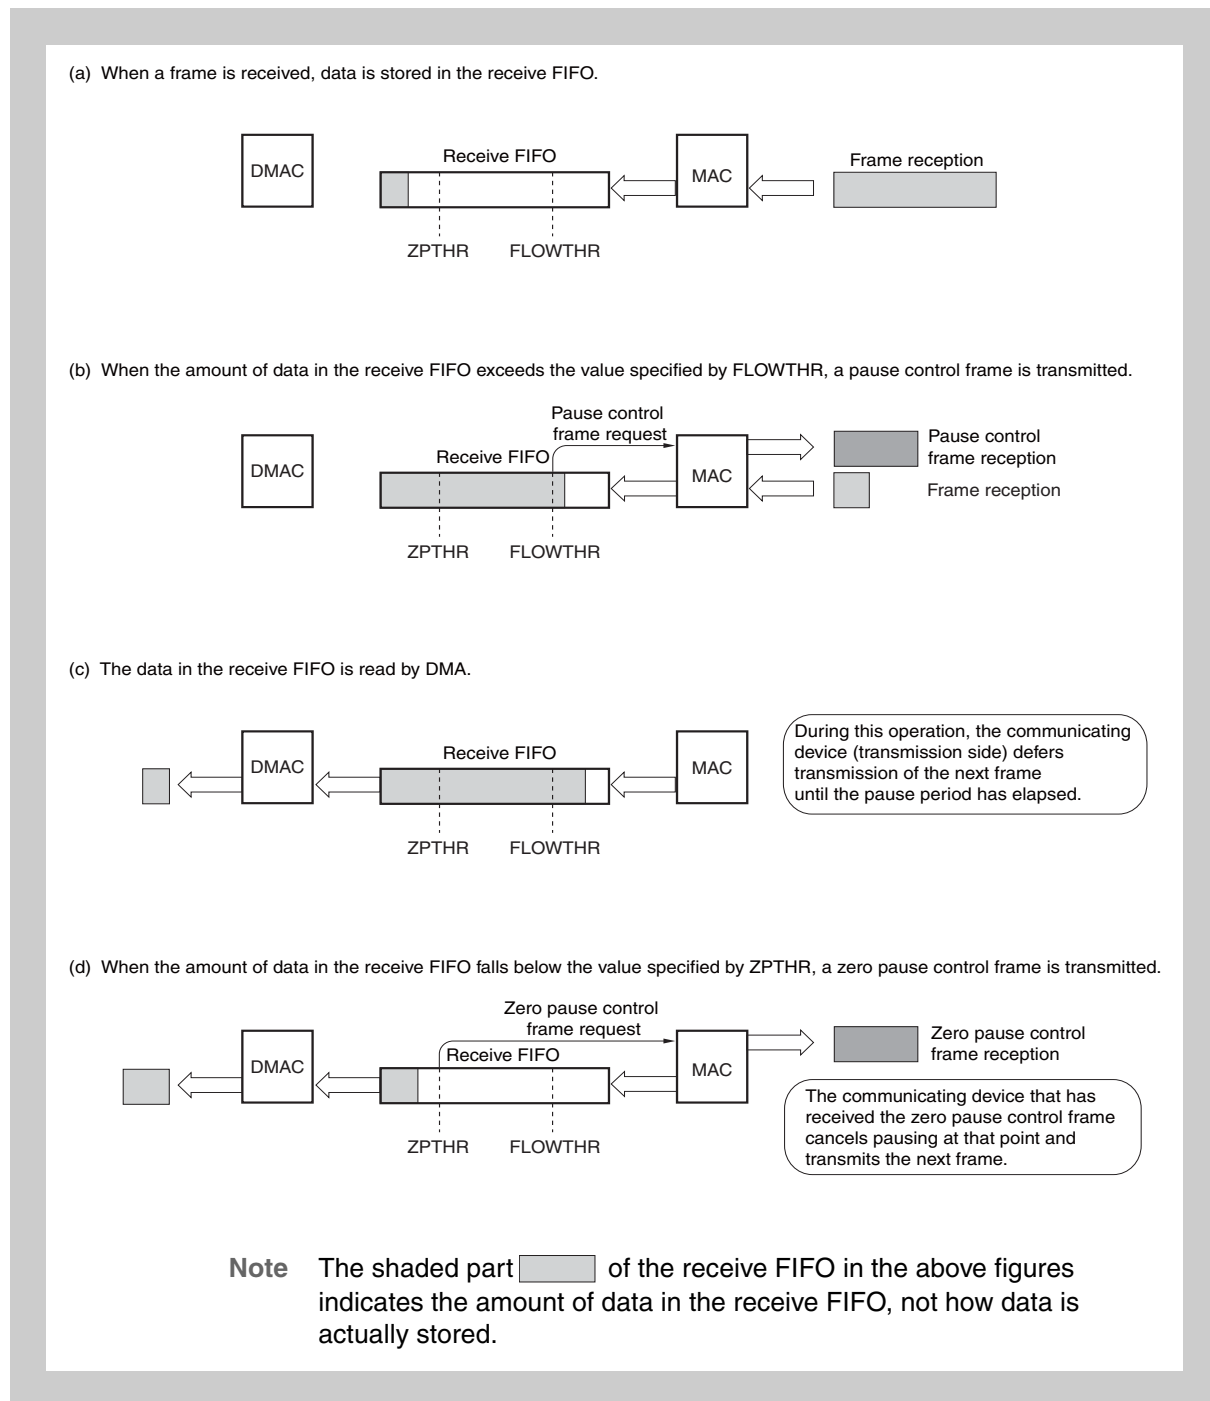 (a) When a frame is received, data is stored in the receive FIFO.
DMAC
Receive FIFO
MAC
Frame reception
ZPTHR
FLOWTHR
(b) When the amount of data in the receive FIFO exceeds the value specified by FLOWTHR, a pause control frame is transmitted.
Pause control
frame request
DMAC
Receive FIFO
MAC
Pause control
frame reception
Frame reception
ZPTHR
FLOWTHR
(c) The data in the receive FIFO is read by DMA.
DMAC
Receive FIFO
MAC
During this operation, the communicating
device (transmission side) defers
transmission of the next frame
until the pause period has elapsed.
ZPTHR
FLOWTHR
(d) When the amount of data in the receive FIFO falls below the value specified by ZPTHR, a zero pause control frame is transmitted.
Zero pause control
frame request
DMAC
Receive FIFO
MAC
Zero pause control
frame reception
ZPTHR
FLOWTHR
The communicating device that has
received the zero pause control frame
cancels pausing at that point and
transmits the next frame.
Note The shaded part of the receive FIFO in the above figures
indicates the amount of data in the receive FIFO, not how data is
actually stored.